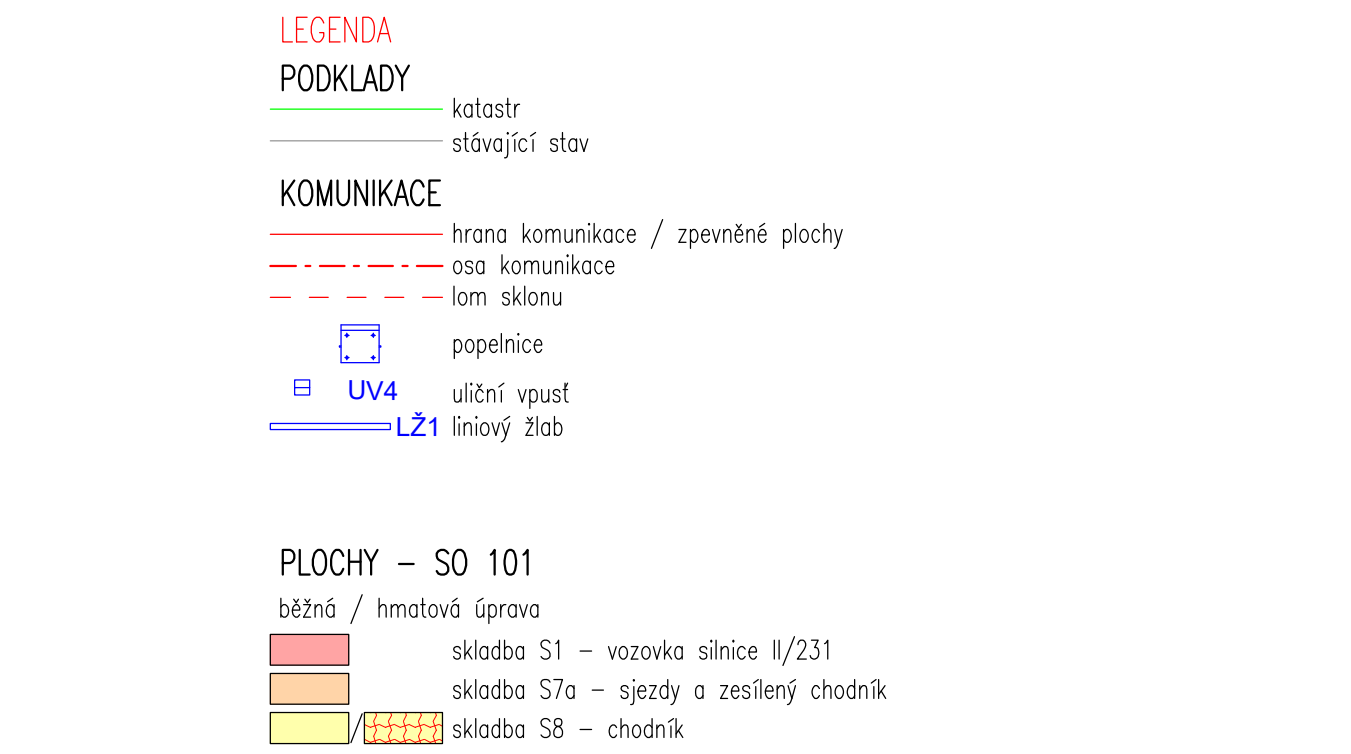 LEGENDA
PODKLADY
katastr
stávající stav
KOMUNIKACE
hrana komunikace / zpevněné plochy
osa komunikace
lom sklonu
popelnice
UV4 uliční vpusť
LŽ1 liniový žlab
PLOCHY – SO 101
běžná / hmatová úprava
skladba S1 – vozovka silnice II/231
skladba S7a – sjezdy a zesílený chodník
/ skladba S8 – chodník